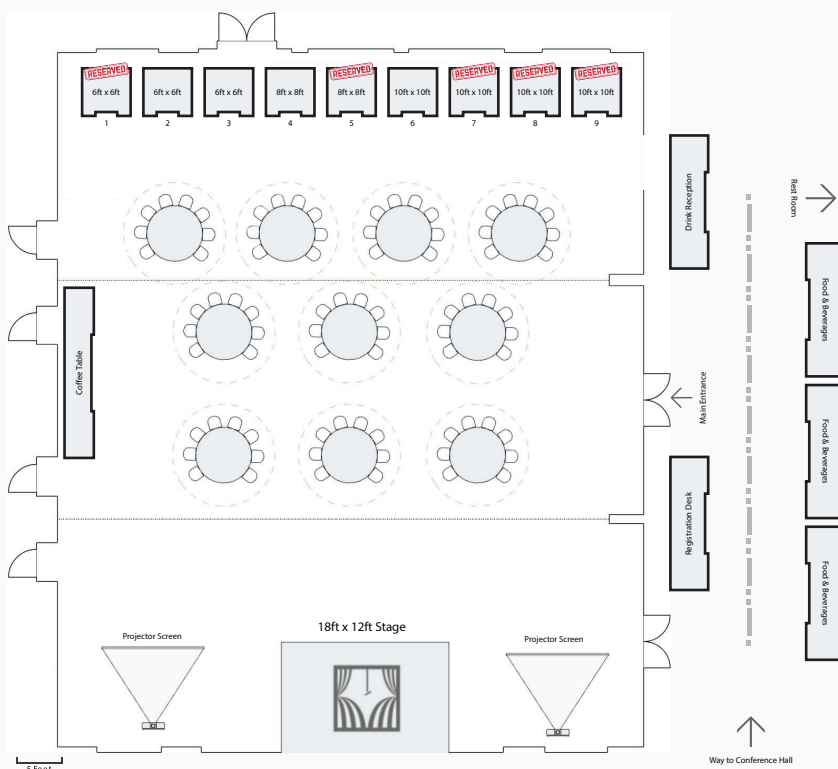 RESERVED
RESERVED
RESERVED
RESERVED
RESERVED
6ft x 6ft
6ft x 6ft
6ft x 6ft
8ft x 8ft
8ft x 8ft
10ft x 10ft
10ft x 10ft
10ft x 10ft
10ft x 10ft
1
2
3
4
5
6
7
8
9
Drink Reception
Rest Room
Food & Beverages
Coffee Table
Main Entrance
Food & Beverages
Registration Desk
Food & Beverages
18ft x 12ft Stage
Projector Screen
Projector Screen
Way to Conference Hall
5 Feet